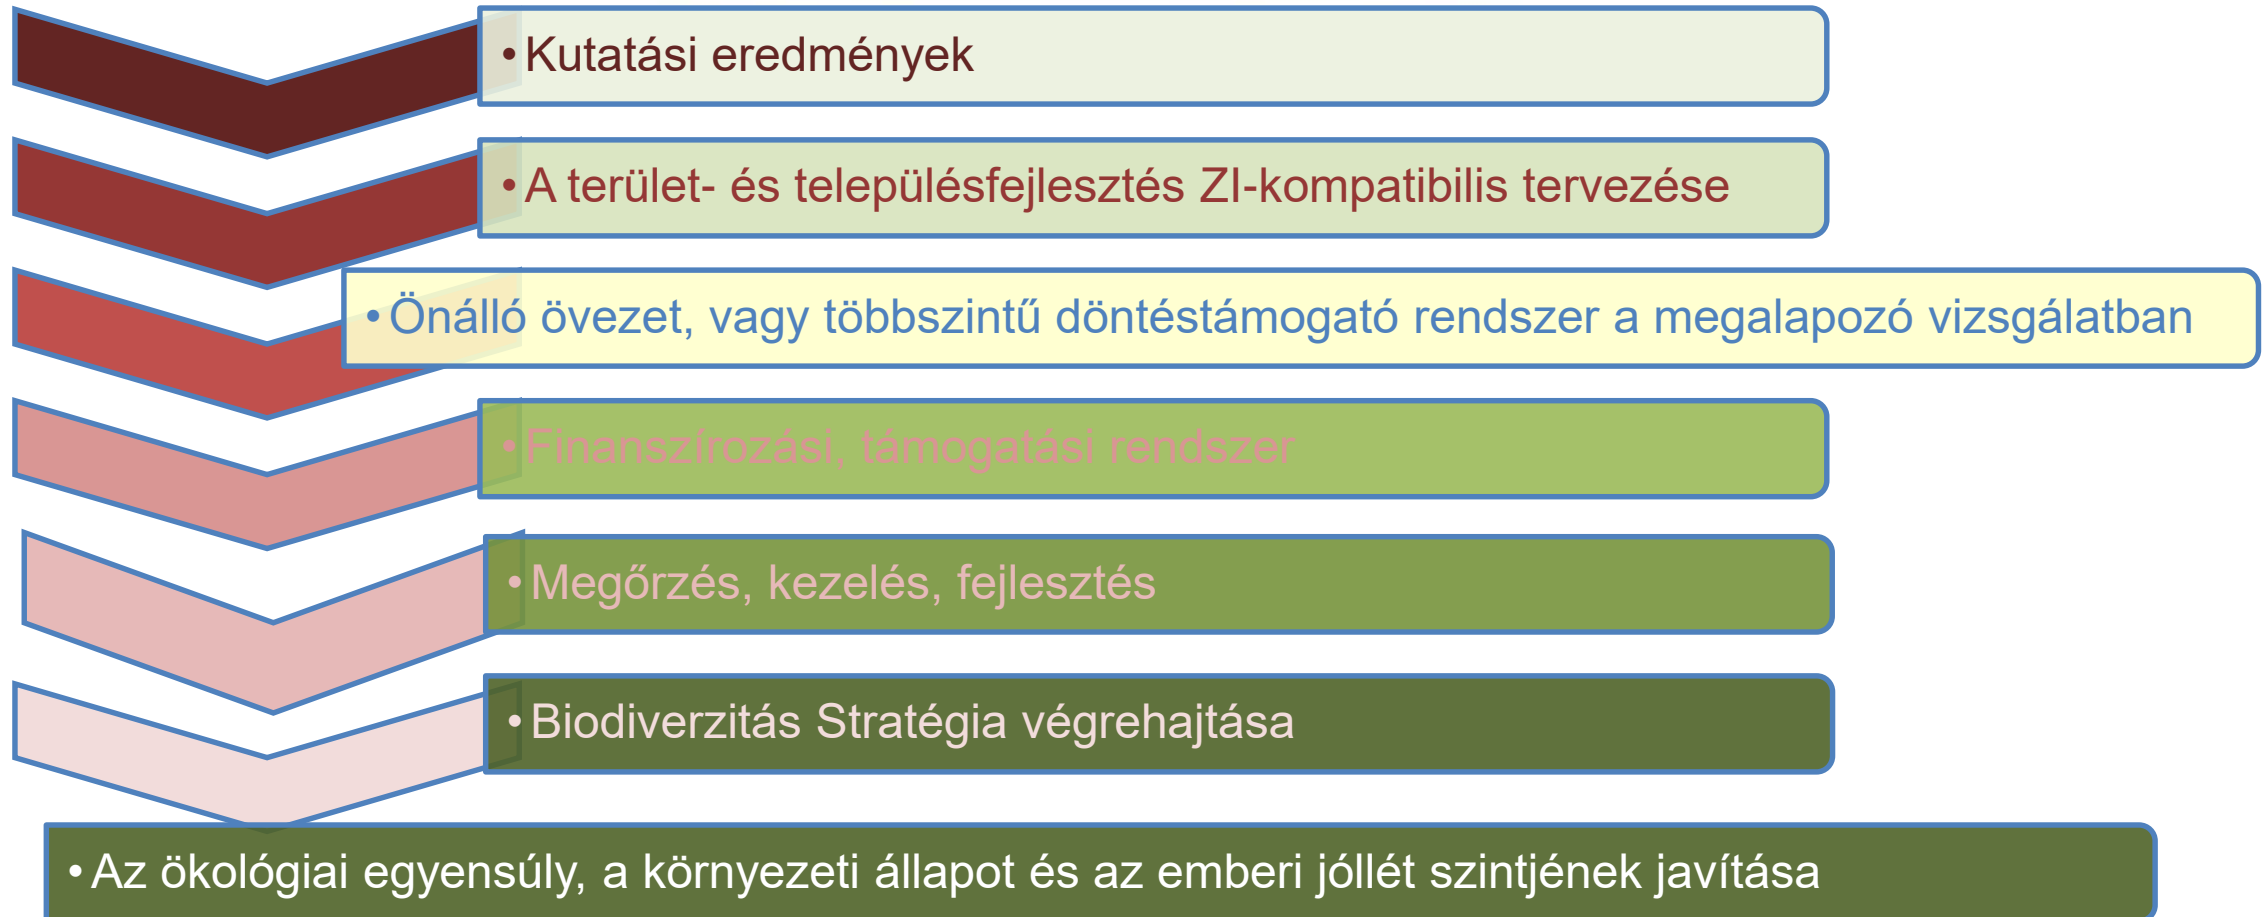 • Kutatási eredmények
• A terület- és településfejlesztés ZI-kompatibilis tervezése
• Önálló övezet, vagy többszintű döntéstámogató rendszer a megalapozó vizsgálatban
• Finanszírozási, támogatási rendszer
• Megőrzés, kezelés, fejlesztés
• Biodiverzitás Stratégia végrehajtása
• Az ökológiai egyensúly, a környezeti állapot és az emberi jóllét szintjének javítása